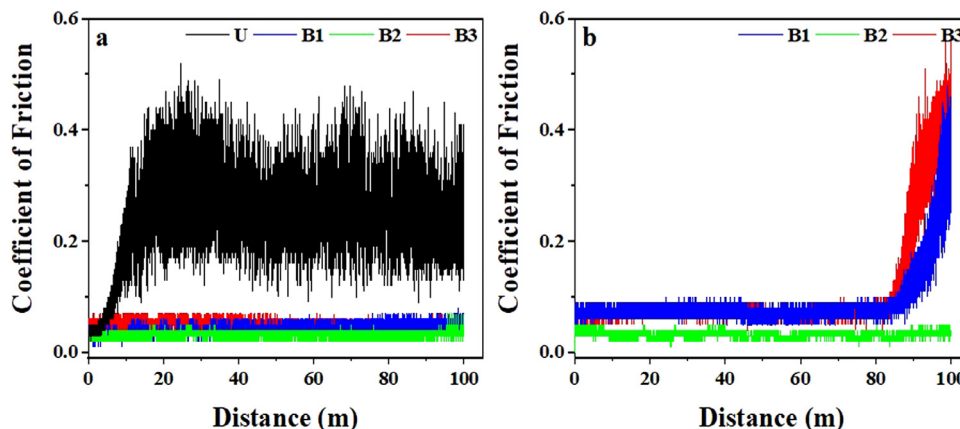 a U B1 B2 B3
Coefficient of Friction
0.6
0.4
0.2
0.0
0 20 40 60 80 100
Distance (m)
b B1 B2 B3
Coefficient of Friction
0.6
0.4
0.2
0.0
0 20 40 60 80 100
Distance (m)